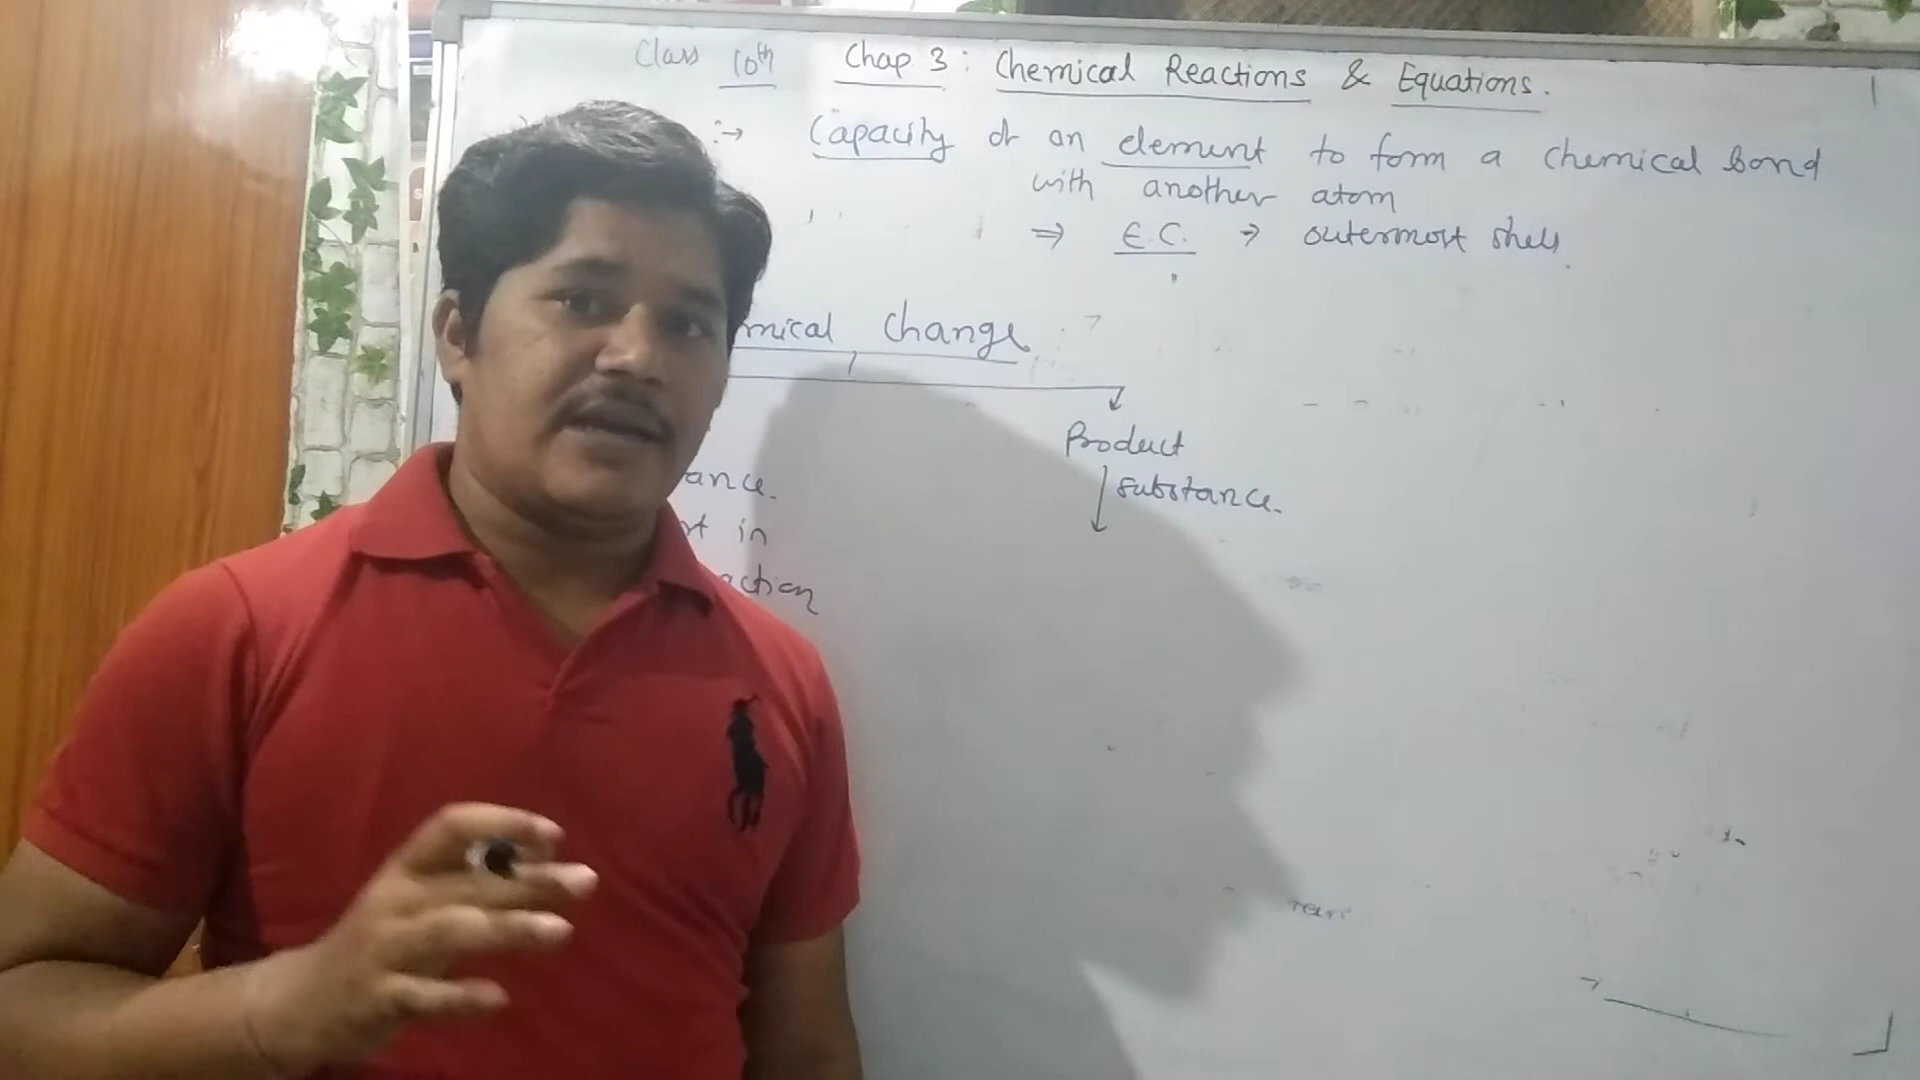 Class 10th Chap 3 : Chemical Reactions & Equations.
:→ Capacity of an element to form a chemical bond
with another atom
⇒ E.C. → outermost shell
mical Change
Product
ance.
substance.
in
action